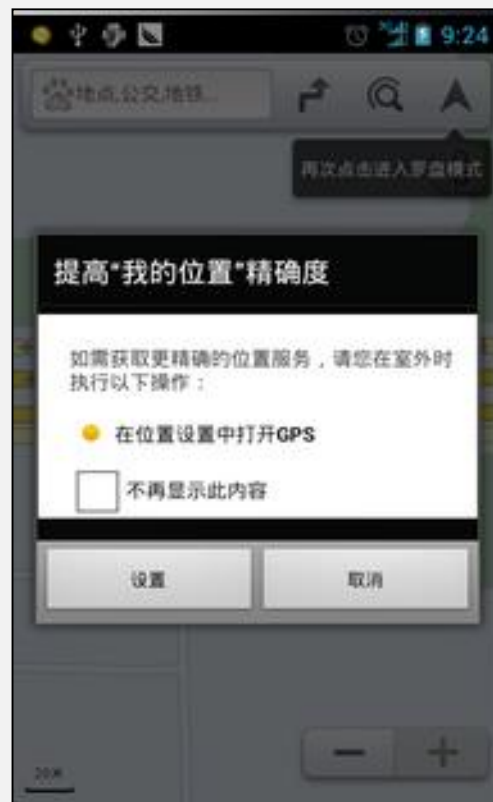 9:24
地点,公交,地铁...
再次点击进入罗盘模式
提高“我的位置”精确度
如需获取更精确的位置服务，请您在室外时
执行以下操作：
在位置设置中打开GPS
不再显示此内容
设置
取消
20米